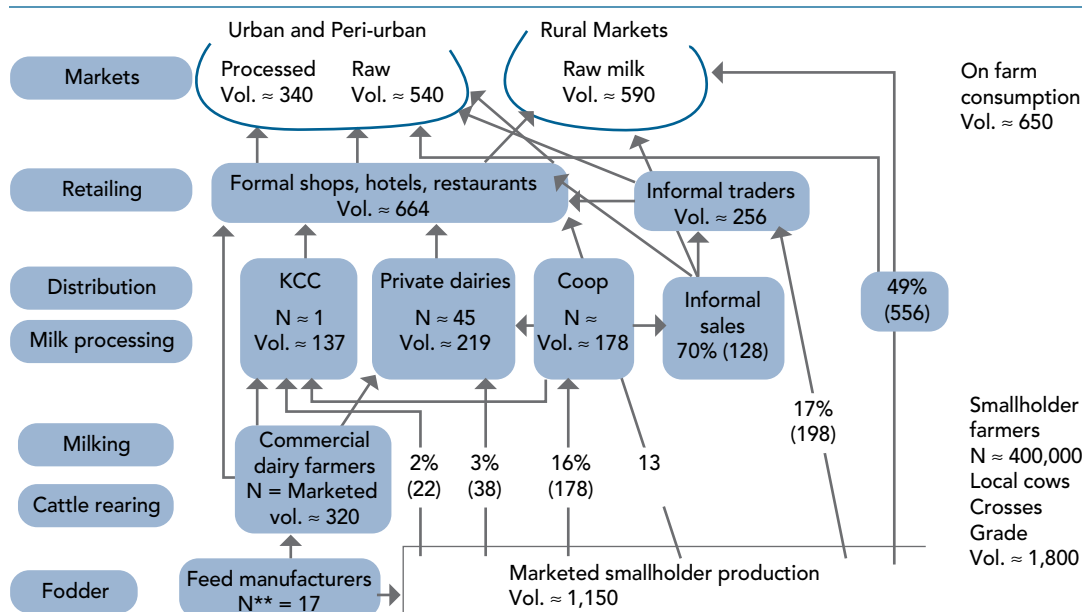 Urban and Peri-urban
Rural Markets
Markets
Processed
Vol. ≈ 340
Raw
Vol. ≈ 540
Raw milk
Vol. ≈ 590
On farm
consumption
Vol. ≈ 650
Retailing
Formal shops, hotels, restaurants
Vol. ≈ 664
Informal traders
Vol. ≈ 256
Distribution
Milk processing
KCC
N ≈ 1
Vol. ≈ 137
Private dairies
N ≈ 45
Vol. ≈ 219
Coop
N ≈
Vol. ≈ 178
Informal
sales
70% (128)
49%
(556)
Milking
Cattle rearing
Commercial
dairy farmers
N = Marketed
vol. ≈ 320
2%
(22)
3%
(38)
16%
(178)
13
17%
(198)
Smallholder
farmers
N ≈ 400,000
Local cows
Crosses
Grade
Vol. ≈ 1,800
Fodder
Feed manufacturers
N** = 17
Marketed smallholder production
Vol. ≈ 1,150